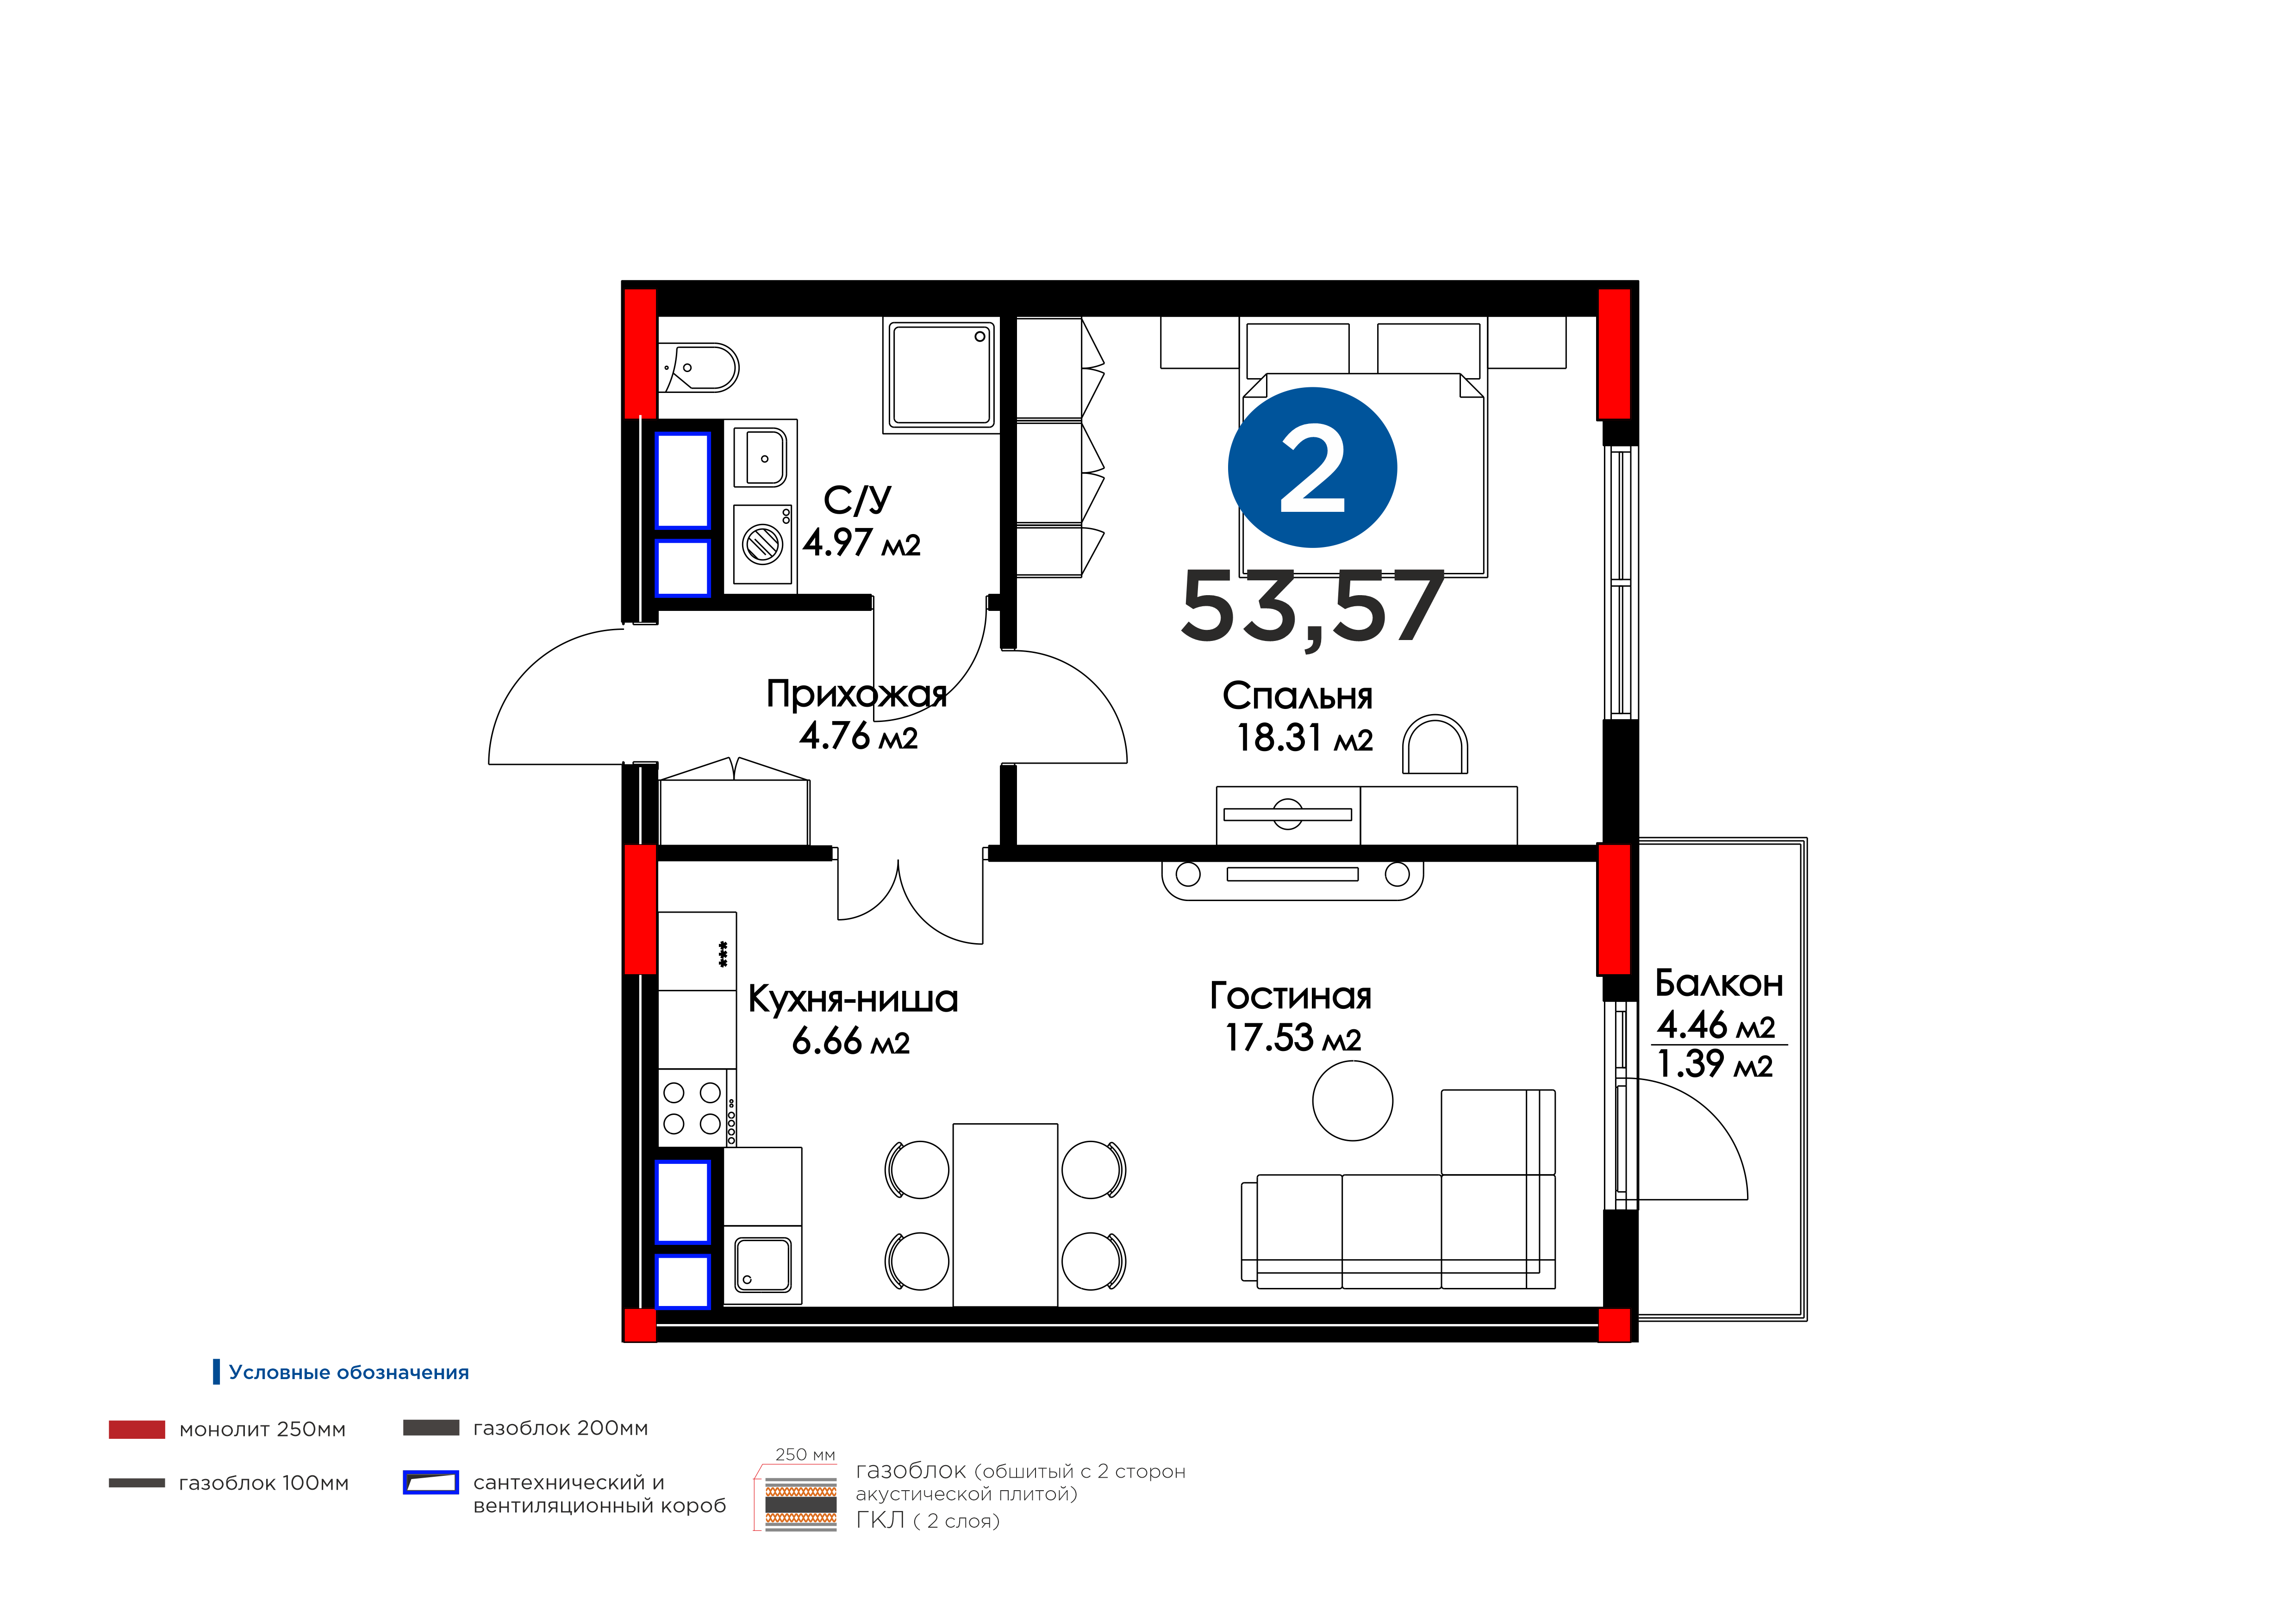 2
С/У
4.97 м2
53,57
Прихожая
4.76 м2
Спальня
18.31 м2
Кухня-ниша
6.66 м2
Гостиная
17.53 м2
Балкон
4.46 м2
1.39 м2
Условные обозначения
монолит 250мм
газоблок 200мм
газоблок 100мм
сантехнический и
вентиляционный короб
250 мм
газоблок (обшитый с 2 сторон
акустической плитой)
ГКЛ ( 2 слоя)